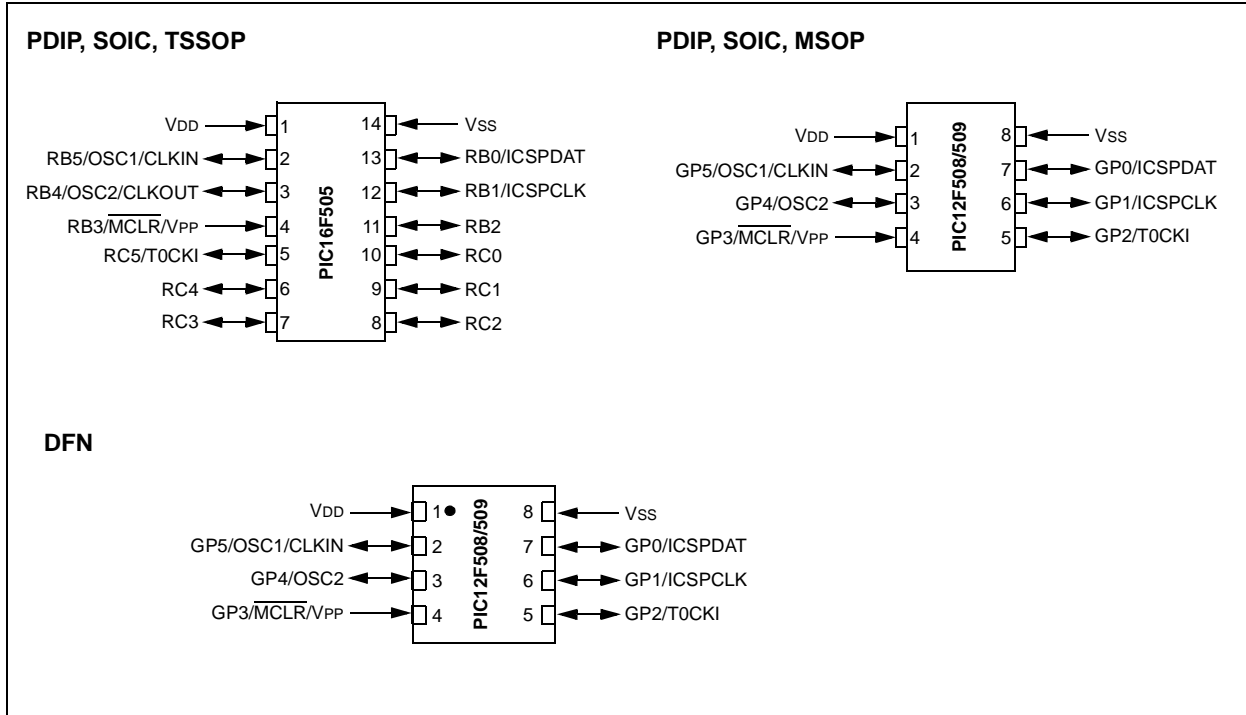 PDIP, SOIC, TSSOP
VDD 1 14 VSS
RB5/OSC1/CLKIN 2 13 RB0/ICSPDAT
RB4/OSC2/CLKOUT 3 12 RB1/ICSPCLK
RB3/MCLR/VPP 4 11 RB2
RC5/T0CKI 5 10 RC0
RC4 6 9 RC1
RC3 7 8 RC2
PIC16F505
PDIP, SOIC, MSOP
VDD 1 8 VSS
GP5/OSC1/CLKIN 2 7 GP0/ICSPDAT
GP4/OSC2 3 6 GP1/ICSPCLK
GP3/MCLR/VPP 4 5 GP2/T0CKI
PIC12F508/509
DFN
VDD 1 8 VSS
GP5/OSC1/CLKIN 2 7 GP0/ICSPDAT
GP4/OSC2 3 6 GP1/ICSPCLK
GP3/MCLR/VPP 4 5 GP2/T0CKI
PIC12F508/509